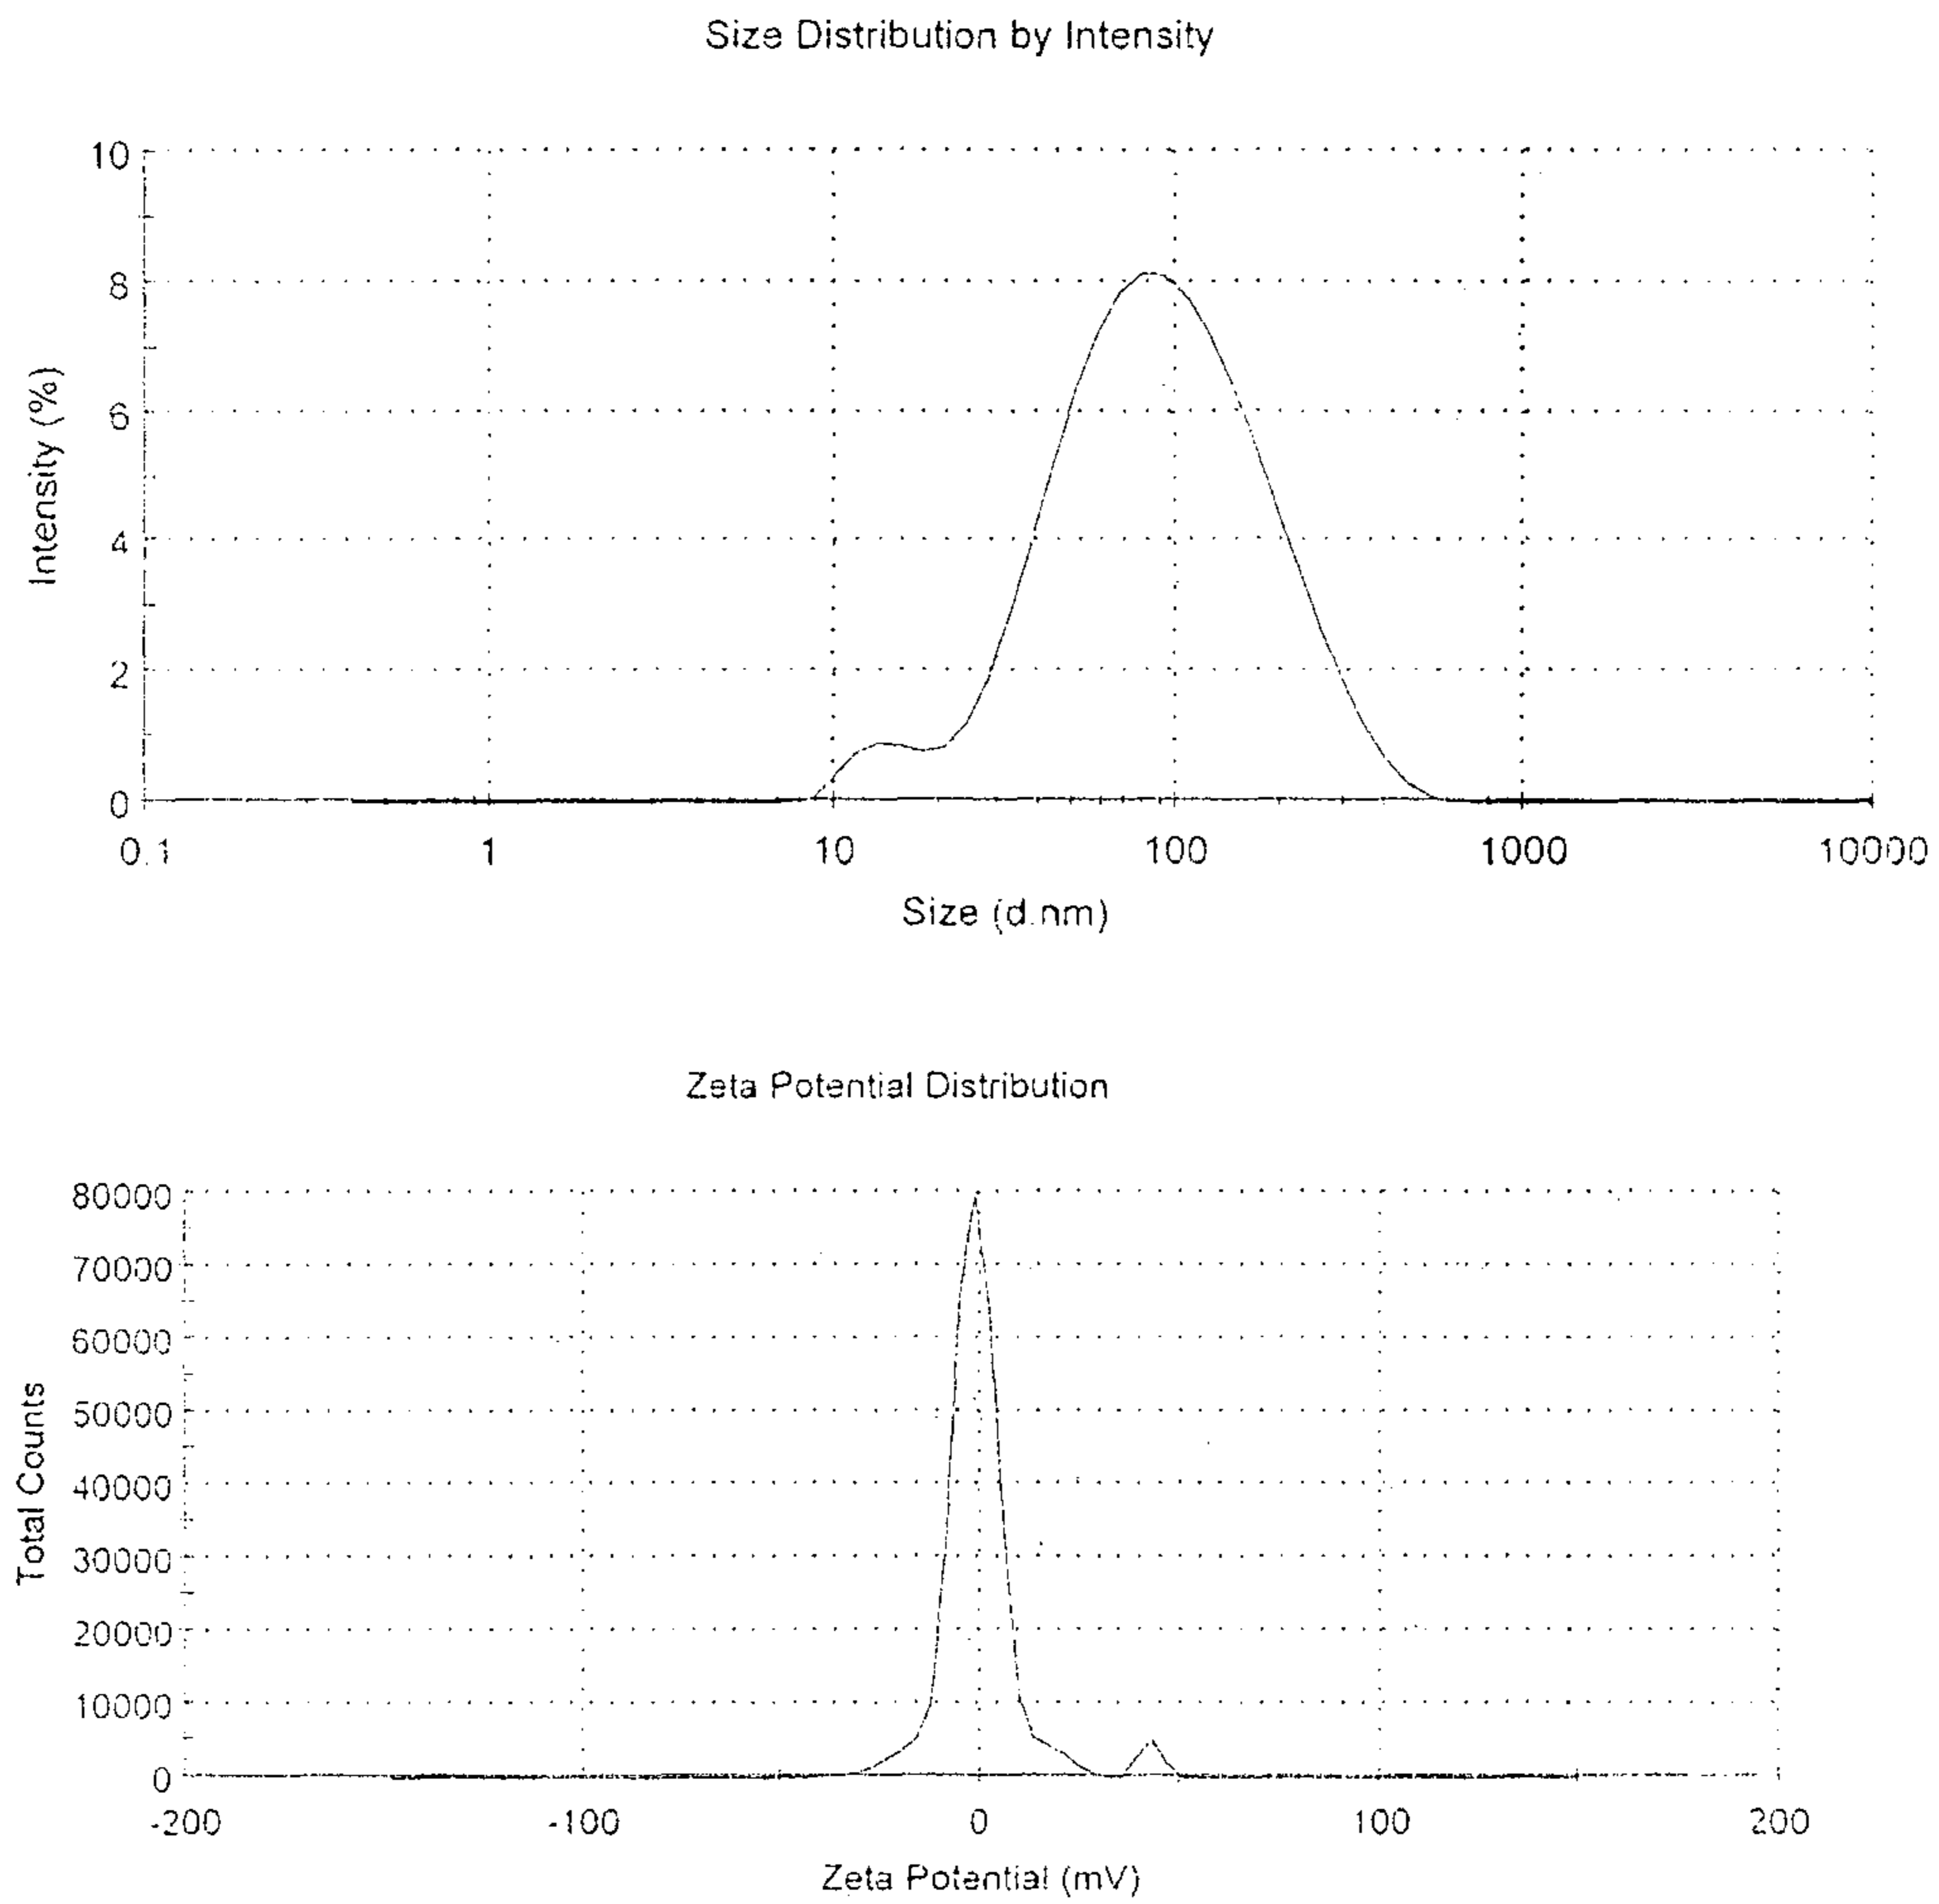 Size Distribution by Intensity
10
8
6
4
2
0
Intensity (%)
0.1 1 10 100 1000 10000
Size (d.nm)
Zeta Potential Distribution
80000
70000
60000
50000
40000
30000
20000
10000
0
Total Counts
-200 -100 0 100 200
Zeta Potential (mV)